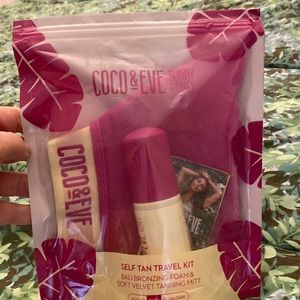 COCO & EVE
SUNNY
HONEY
COCO & EVE
SELF TAN TRAVEL KIT
BALI BRONZING FOAM &
SOFT VELVET TANNING MITT